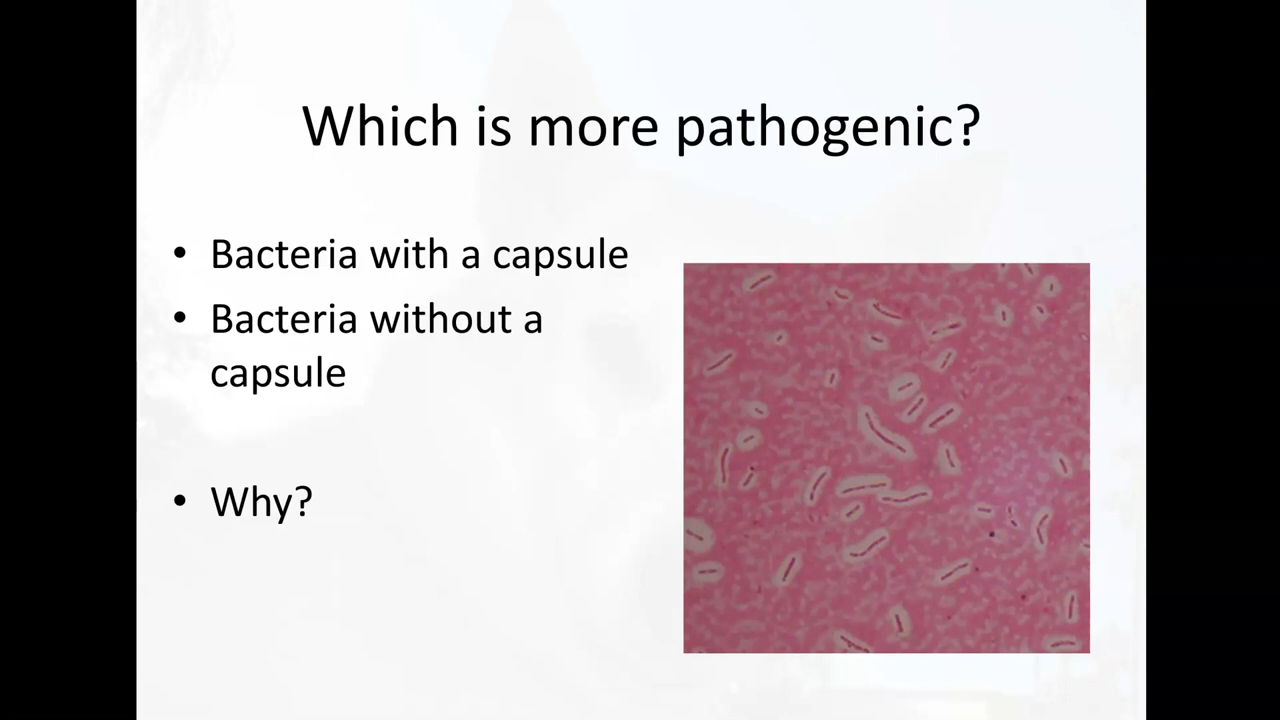 Which is more pathogenic?
• Bacteria with a capsule
• Bacteria without a
capsule
• Why?